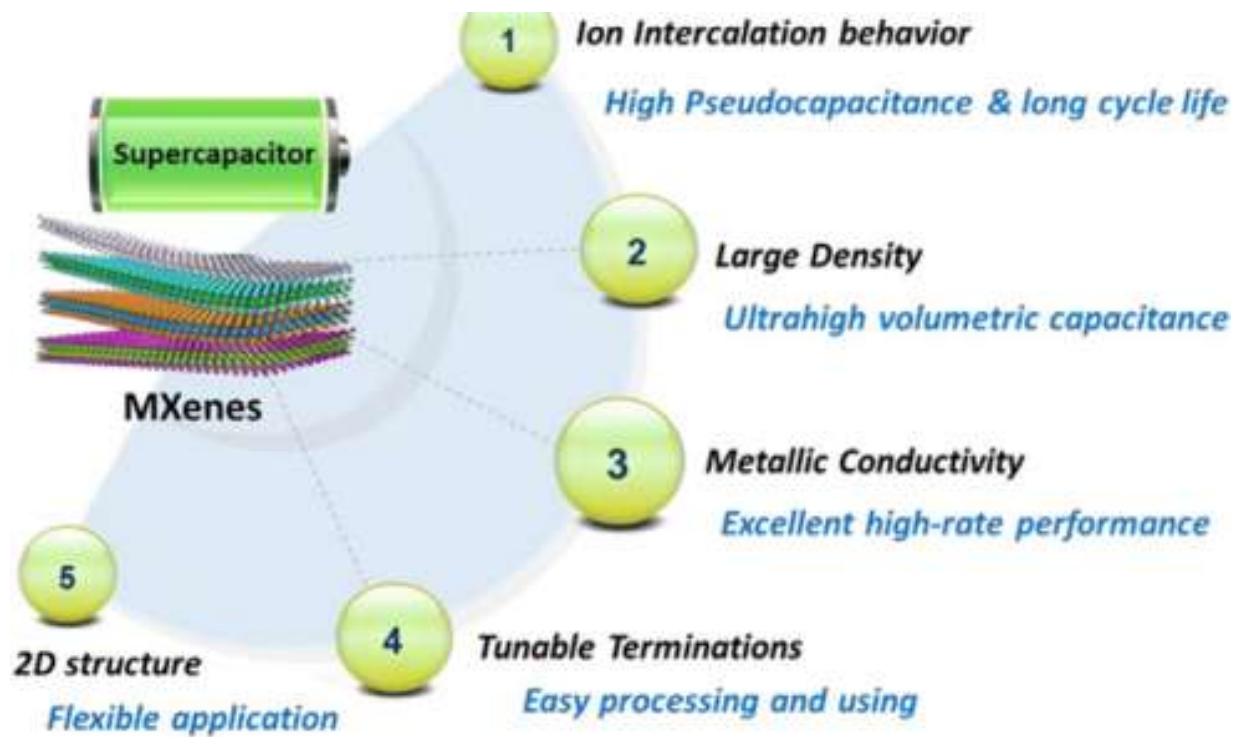 1
Ion Intercalation behavior
High Pseudocapacitance & long cycle life
Supercapacitor
MXenes
2
Large Density
Ultrahigh volumetric capacitance
3
Metallic Conductivity
Excellent high-rate performance
4
Tunable Terminations
Easy processing and using
5
2D structure
Flexible application